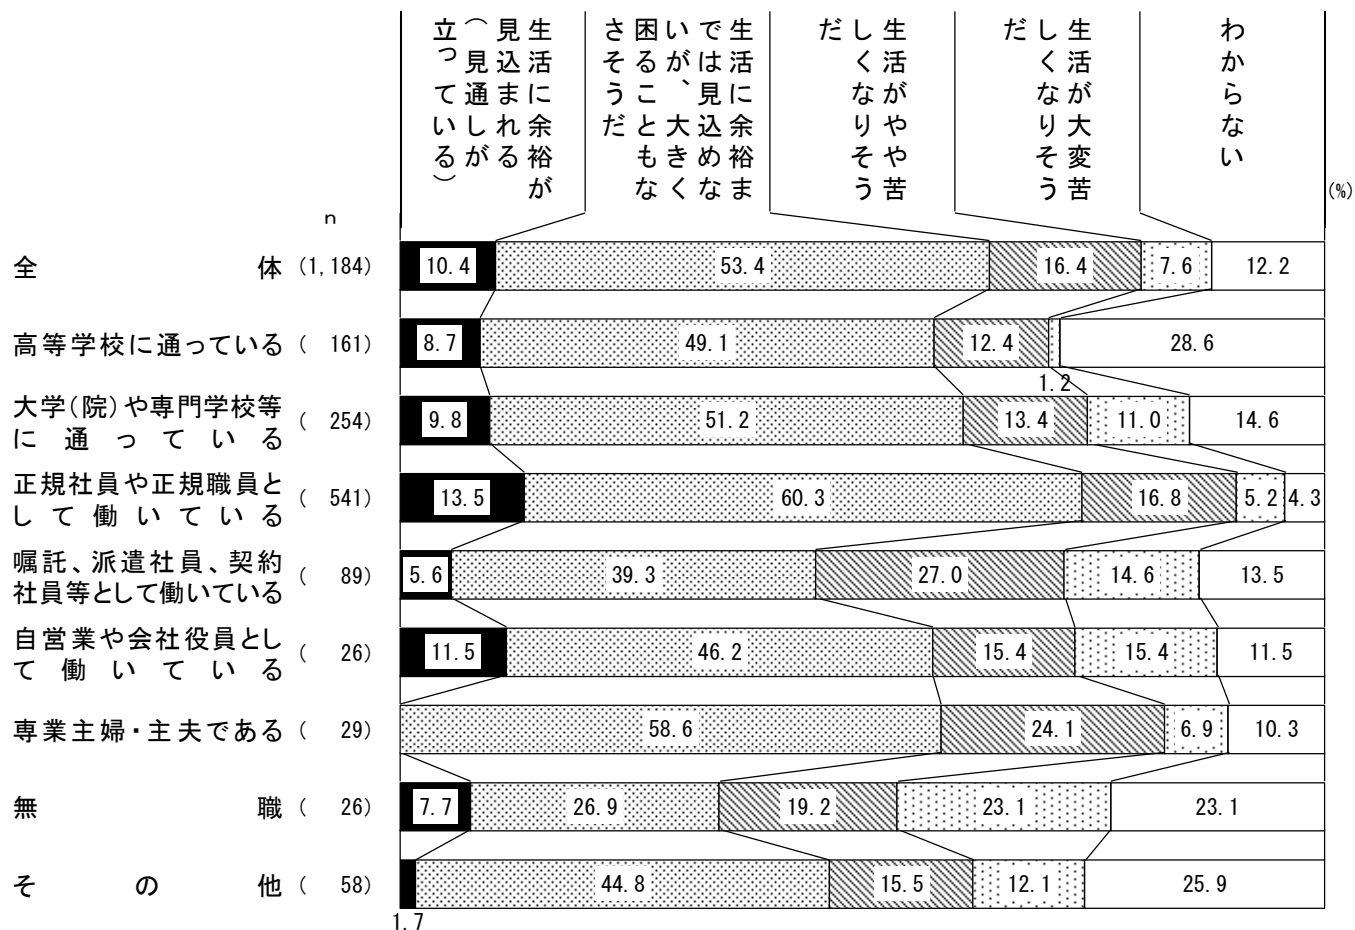 生活に余裕が
見込まれる
（見通しが
立っている）
生活に余裕ま
では見込めな
いが、大きく
困ることもな
さそうだ
生活がやや苦
しくなりそう
だ
生活が大変苦
しくなりそう
だ
わからない
(%)
n
全体 (1,184) 10.4 53.4 16.4 7.6 12.2
高等学校に通っている ( 161) 8.7 49.1 12.4 28.6
1.2
大学(院)や専門学校等
に通っている ( 254) 9.8 51.2 13.4 11.0 14.6
正規社員や正規職員と
して働いている ( 541) 13.5 60.3 16.8 5.2 4.3
嘱託、派遣社員、契約
社員等として働いている ( 89) 5.6 39.3 27.0 14.6 13.5
自営業や会社役員とし
て働いている ( 26) 11.5 46.2 15.4 15.4 11.5
専業主婦・主夫である ( 29) 58.6 24.1 6.9 10.3
無職 ( 26) 7.7 26.9 19.2 23.1 23.1
その他 ( 58) 44.8 15.5 12.1 25.9
1.7